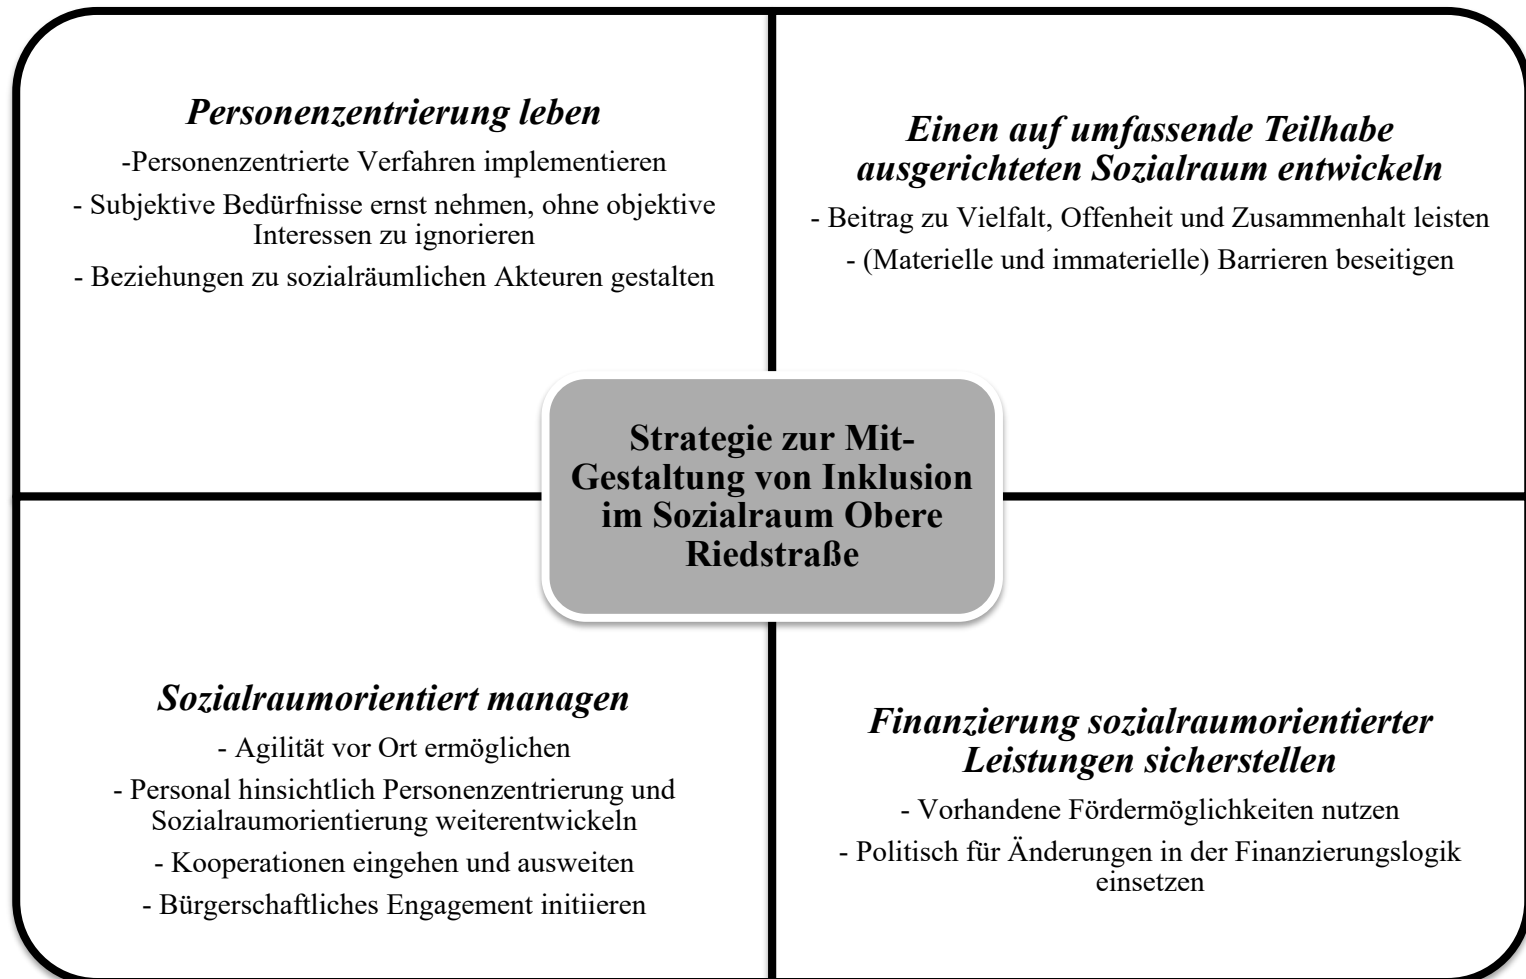 Personenzentrierung leben
-Personenzentrierte Verfahren implementieren
- Subjektive Bedürfnisse ernst nehmen, ohne objektive
Interessen zu ignorieren
- Beziehungen zu sozialräumlichen Akteuren gestalten
Einen auf umfassende Teilhabe
ausgerichteten Sozialraum entwickeln
- Beitrag zu Vielfalt, Offenheit und Zusammenhalt leisten
- (Materielle und immaterielle) Barrieren beseitigen
Strategie zur Mit-
Gestaltung von Inklusion
im Sozialraum Obere
Riedstraße
Sozialraumorientiert managen
- Agilität vor Ort ermöglichen
- Personal hinsichtlich Personenzentrierung und
Sozialraumorientierung weiterentwickeln
- Kooperationen eingehen und ausweiten
- Bürgerschaftliches Engagement initiieren
Finanzierung sozialraumorientierter
Leistungen sicherstellen
- Vorhandene Fördermöglichkeiten nutzen
- Politisch für Änderungen in der Finanzierungslogik
einsetzen